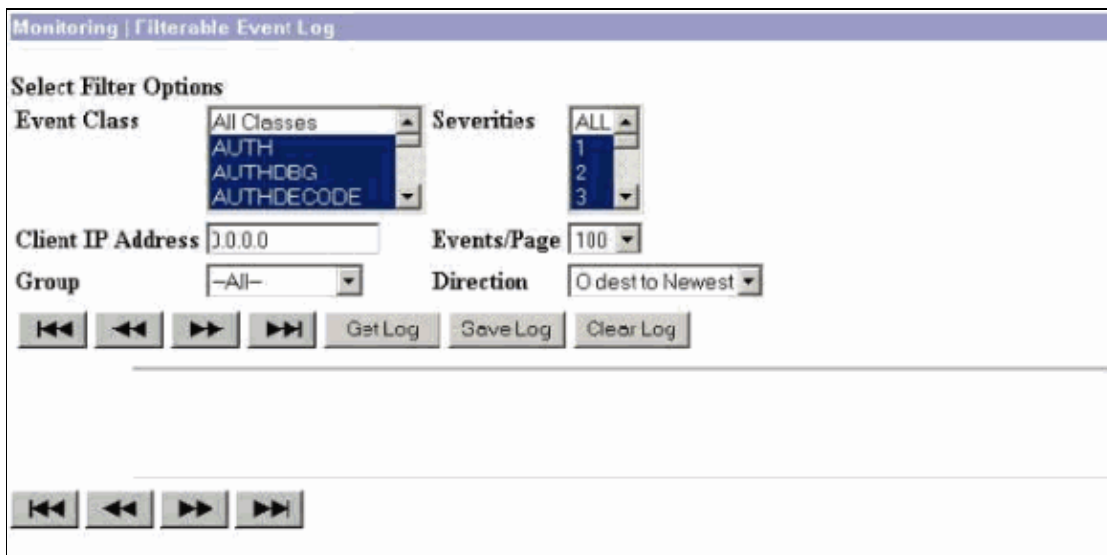 Monitoring | Filterable Event Log
Select Filter Options
Event Class
All Classes
AUTH
AUTHDBG
AUTHDECODE
Severities
ALL
1
2
3
Client IP Address 0.0.0.0
Events/Page 100
Group --All--
Direction Oldest to Newest
Get Log Save Log Clear Log